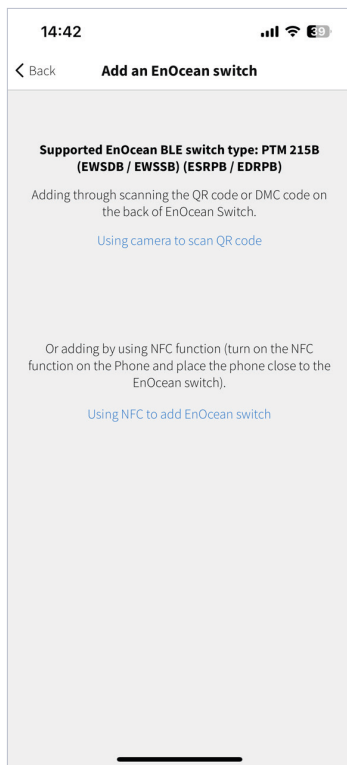 14:42
39
Back Add an EnOcean switch
Supported EnOcean BLE switch type: PTM 215B
(EWSDB / EWSSB) (ESRPB / EDRPB)
Adding through scanning the QR code or DMC code on
the back of EnOcean Switch.
Using camera to scan QR code
Or adding by using NFC function (turn on the NFC
function on the Phone and place the phone close to the
EnOcean switch).
Using NFC to add EnOcean switch